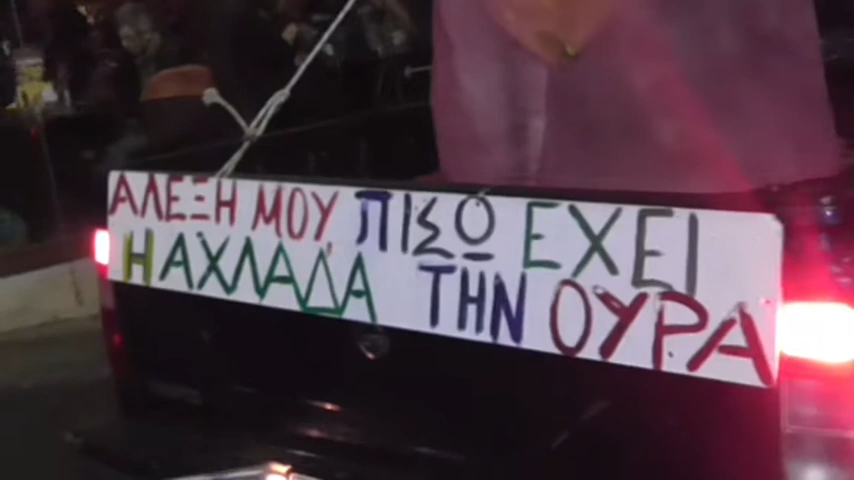 ΑΛΕΞΗ ΜΟΥ, ΠΙΣΩ ΕΧΕΙ
Η ΑΧΛΑΔΑ ΤΗΝ ΟΥΡΑ